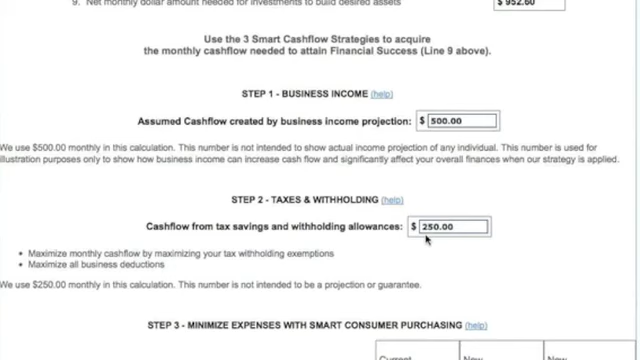 9. Net monthly dollar amount needed for investments to build desired assets
$ 952.60
Use the 3 Smart Cashflow Strategies to acquire
the monthly cashflow needed to attain Financial Success (Line 9 above).
STEP 1 - BUSINESS INCOME (help)
Assumed Cashflow created by business income projection: $ 500.00
We use $500.00 monthly in this calculation. This number is not intended to show actual income projection of any individual. This number is used for
illustration purposes only to show how business income can increase cash flow and significantly affect your overall finances when our strategy is applied.
STEP 2 - TAXES & WITHHOLDING (help)
Cashflow from tax savings and withholding allowances: $ 250.00
• Maximize monthly cashflow by maximizing your tax withholding exemptions
• Maximize all business deductions
We use $250.00 monthly in this calculation. This number is not intended to be a projection or guarantee.
STEP 3 - MINIMIZE EXPENSES WITH SMART CONSUMER PURCHASING (help)
Current New New